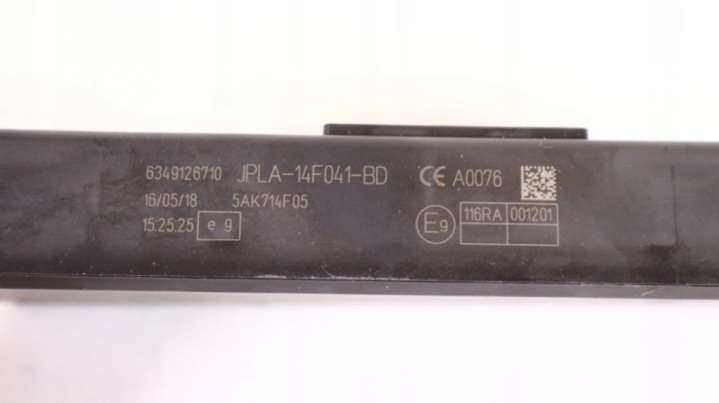 6349126710 JPLA-14F041-BD CE A0076
16/05/18 5AK714F05
15:25:25 e 9 E9 116RA 001201